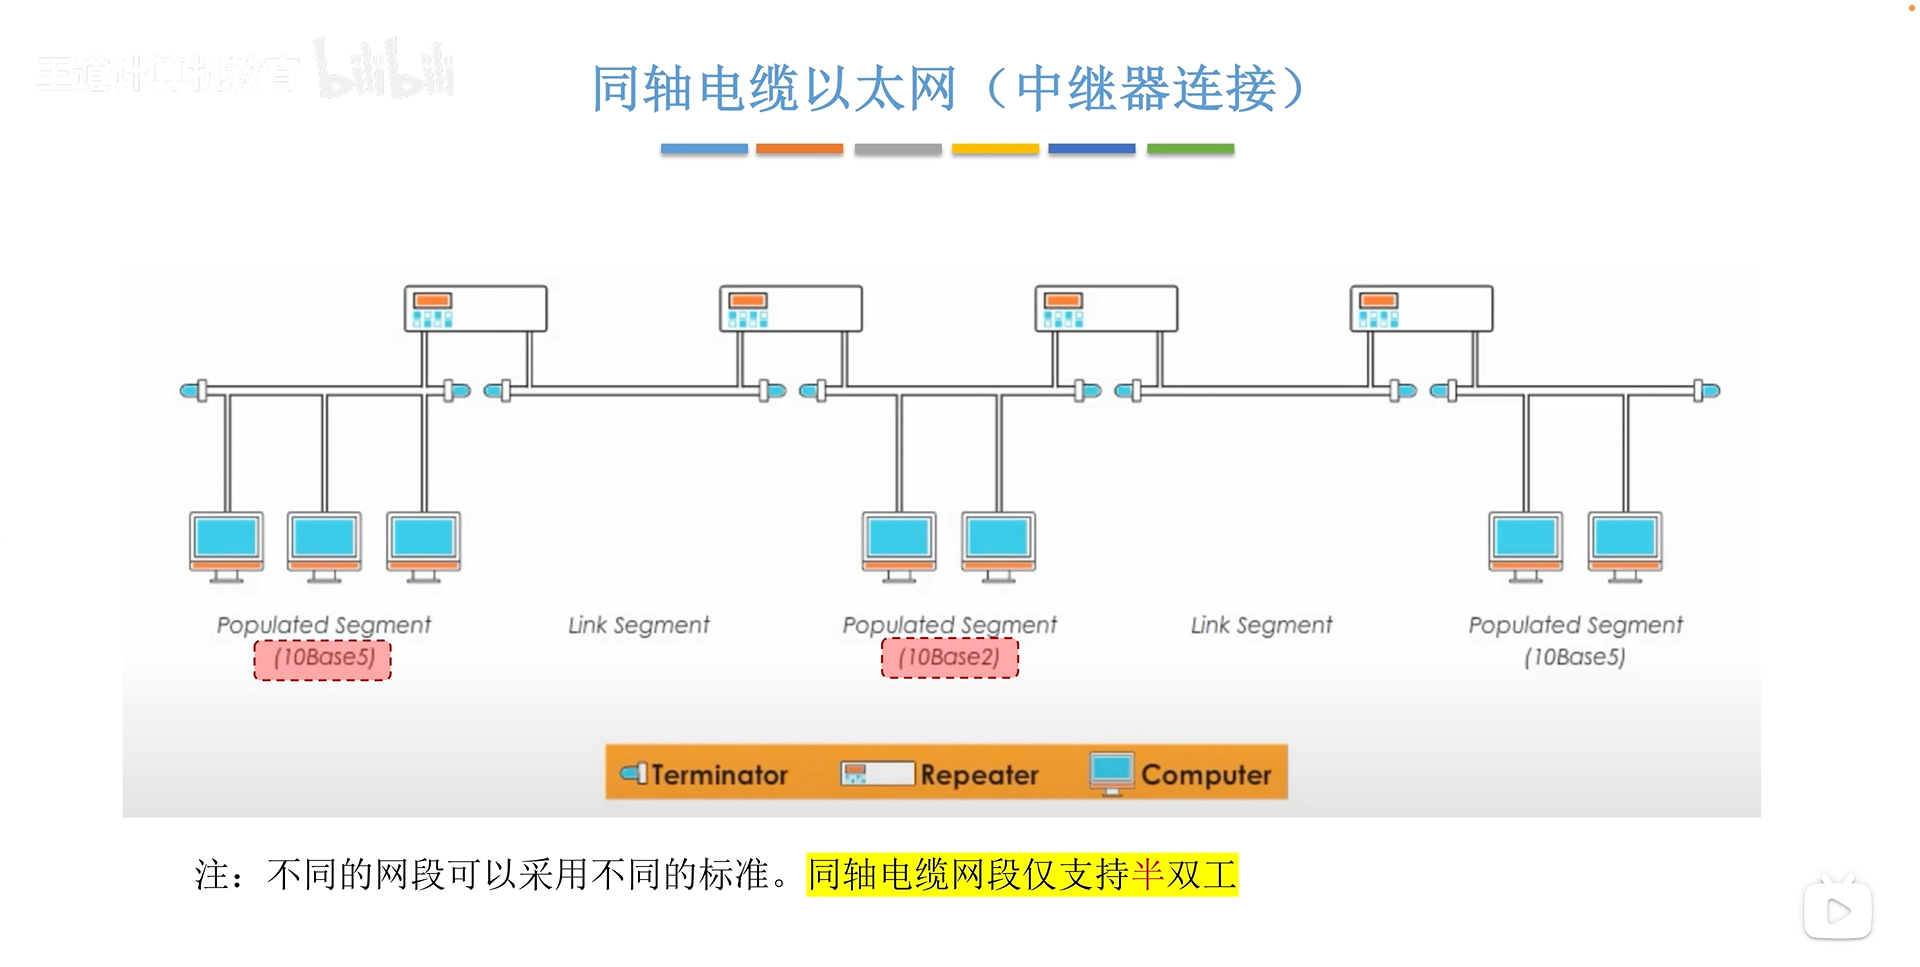 王道计算机教育 bilibili
同轴电缆以太网（中继器连接）
Populated Segment
(10Base5)
Link Segment
Populated Segment
(10Base2)
Link Segment
Populated Segment
(10Base5)
Terminator Repeater Computer
注：不同的网段可以采用不同的标准。同轴电缆网段仅支持半双工